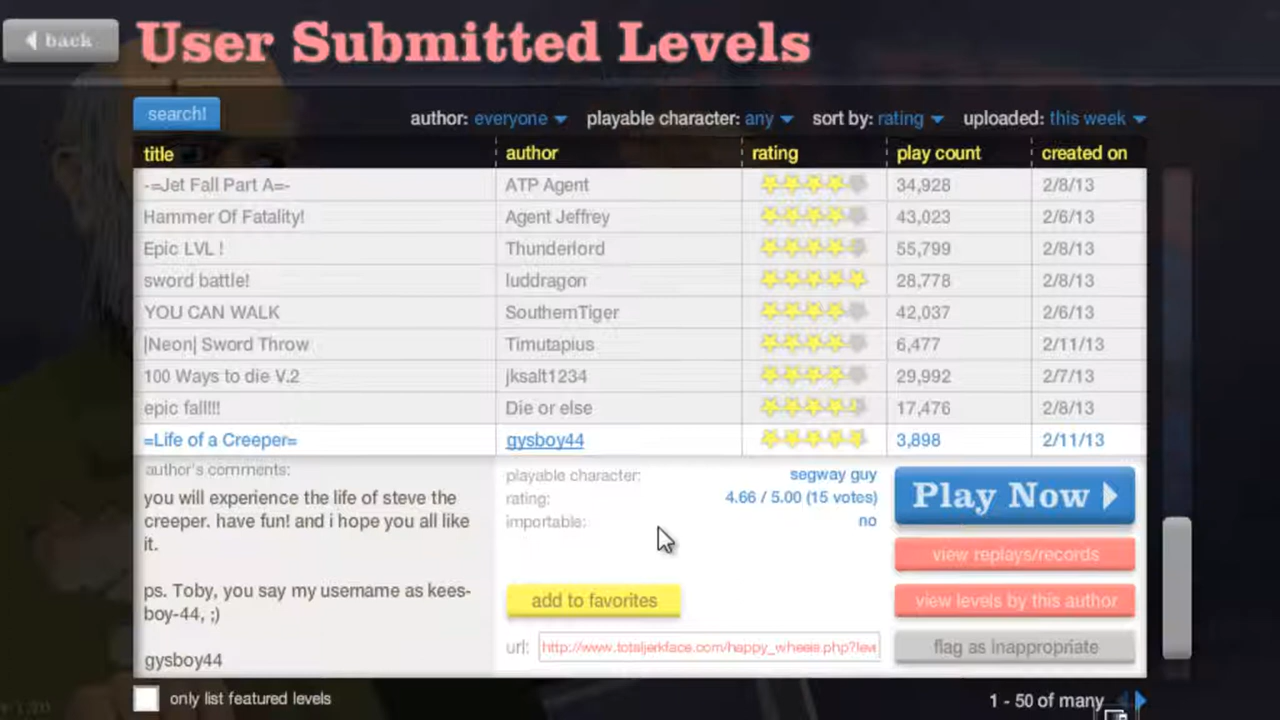 back
User Submitted Levels
search!
author: everyone playable character: any sort by: rating uploaded: this week
title author rating play count created on
-=Jet Fall Part A=- ATP Agent 34,928 2/8/13
Hammer Of Fatality! Agent Jeffrey 43,023 2/6/13
Epic LVL ! Thunderlord 55,799 2/8/13
sword battle! luddragon 28,778 2/8/13
YOU CAN WALK SouthernTiger 42,037 2/6/13
|Neon| Sword Throw Timutapius 6,477 2/11/13
100 Ways to die V.2 jksalt1234 29,992 2/7/13
epic fall!!! Die or else 17,476 2/8/13
=Life of a Creeper= gysboy44 3,898 2/11/13
author's comments:
you will experience the life of steve the
creeper. have fun! and i hope you all like
it.
ps. Toby, you say my username as kees-
boy-44, ;)
gysboy44
playable character: segway guy
rating: 4.66 / 5.00 (15 votes)
importable: no
add to favorites
url: http://www.totaljerkface.com/happy_wheels.php?lev
Play Now
view replays/records
view levels by this author
flag as inappropriate
only list featured levels
1 - 50 of many